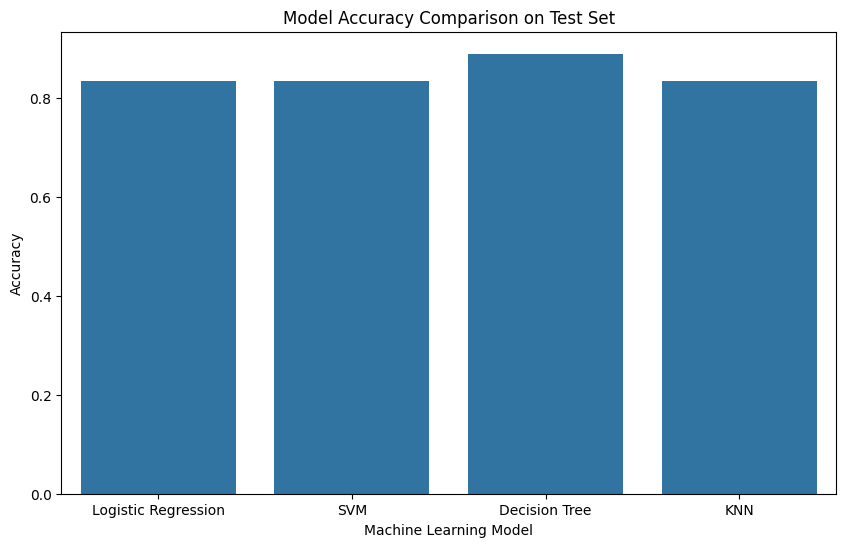 Model Accuracy Comparison on Test Set
Accuracy
0.8
0.6
0.4
0.2
0.0
Logistic Regression
SVM
Decision Tree
KNN
Machine Learning Model